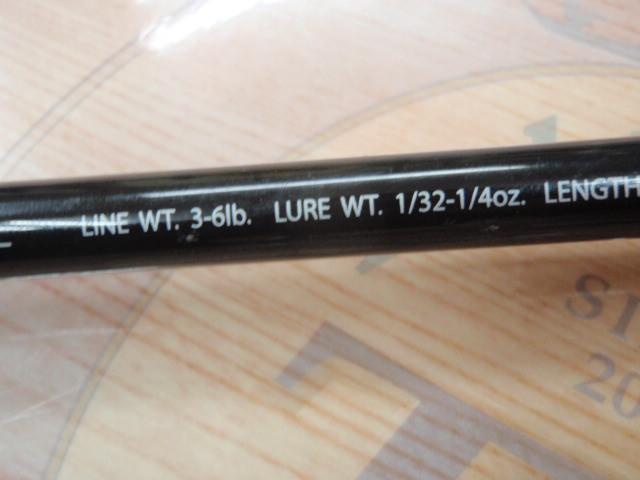 LINE WT. 3-6lb. LURE WT. 1/32-1/4oz. LENGTH